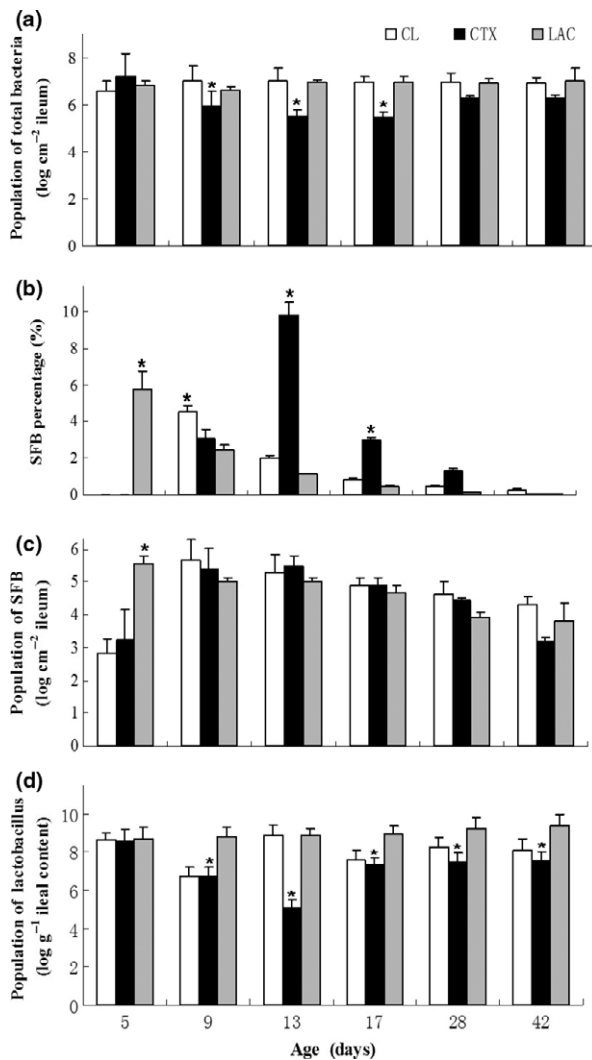 (a)
CL CTX LAC
Population of total bacteria
(log cm⁻² ileum)
8
6
4
2
0
* * *
(b)
SFB percentage (%)
10
8
6
4
2
0
* * * *
(c)
Population of SFB
(log cm⁻² ileum)
6
5
4
3
2
1
0
*
(d)
Population of lactobacillus
(log g⁻¹ ileal content)
10
8
6
4
2
0
* * * * *
5 9 13 17 28 42
Age (days)